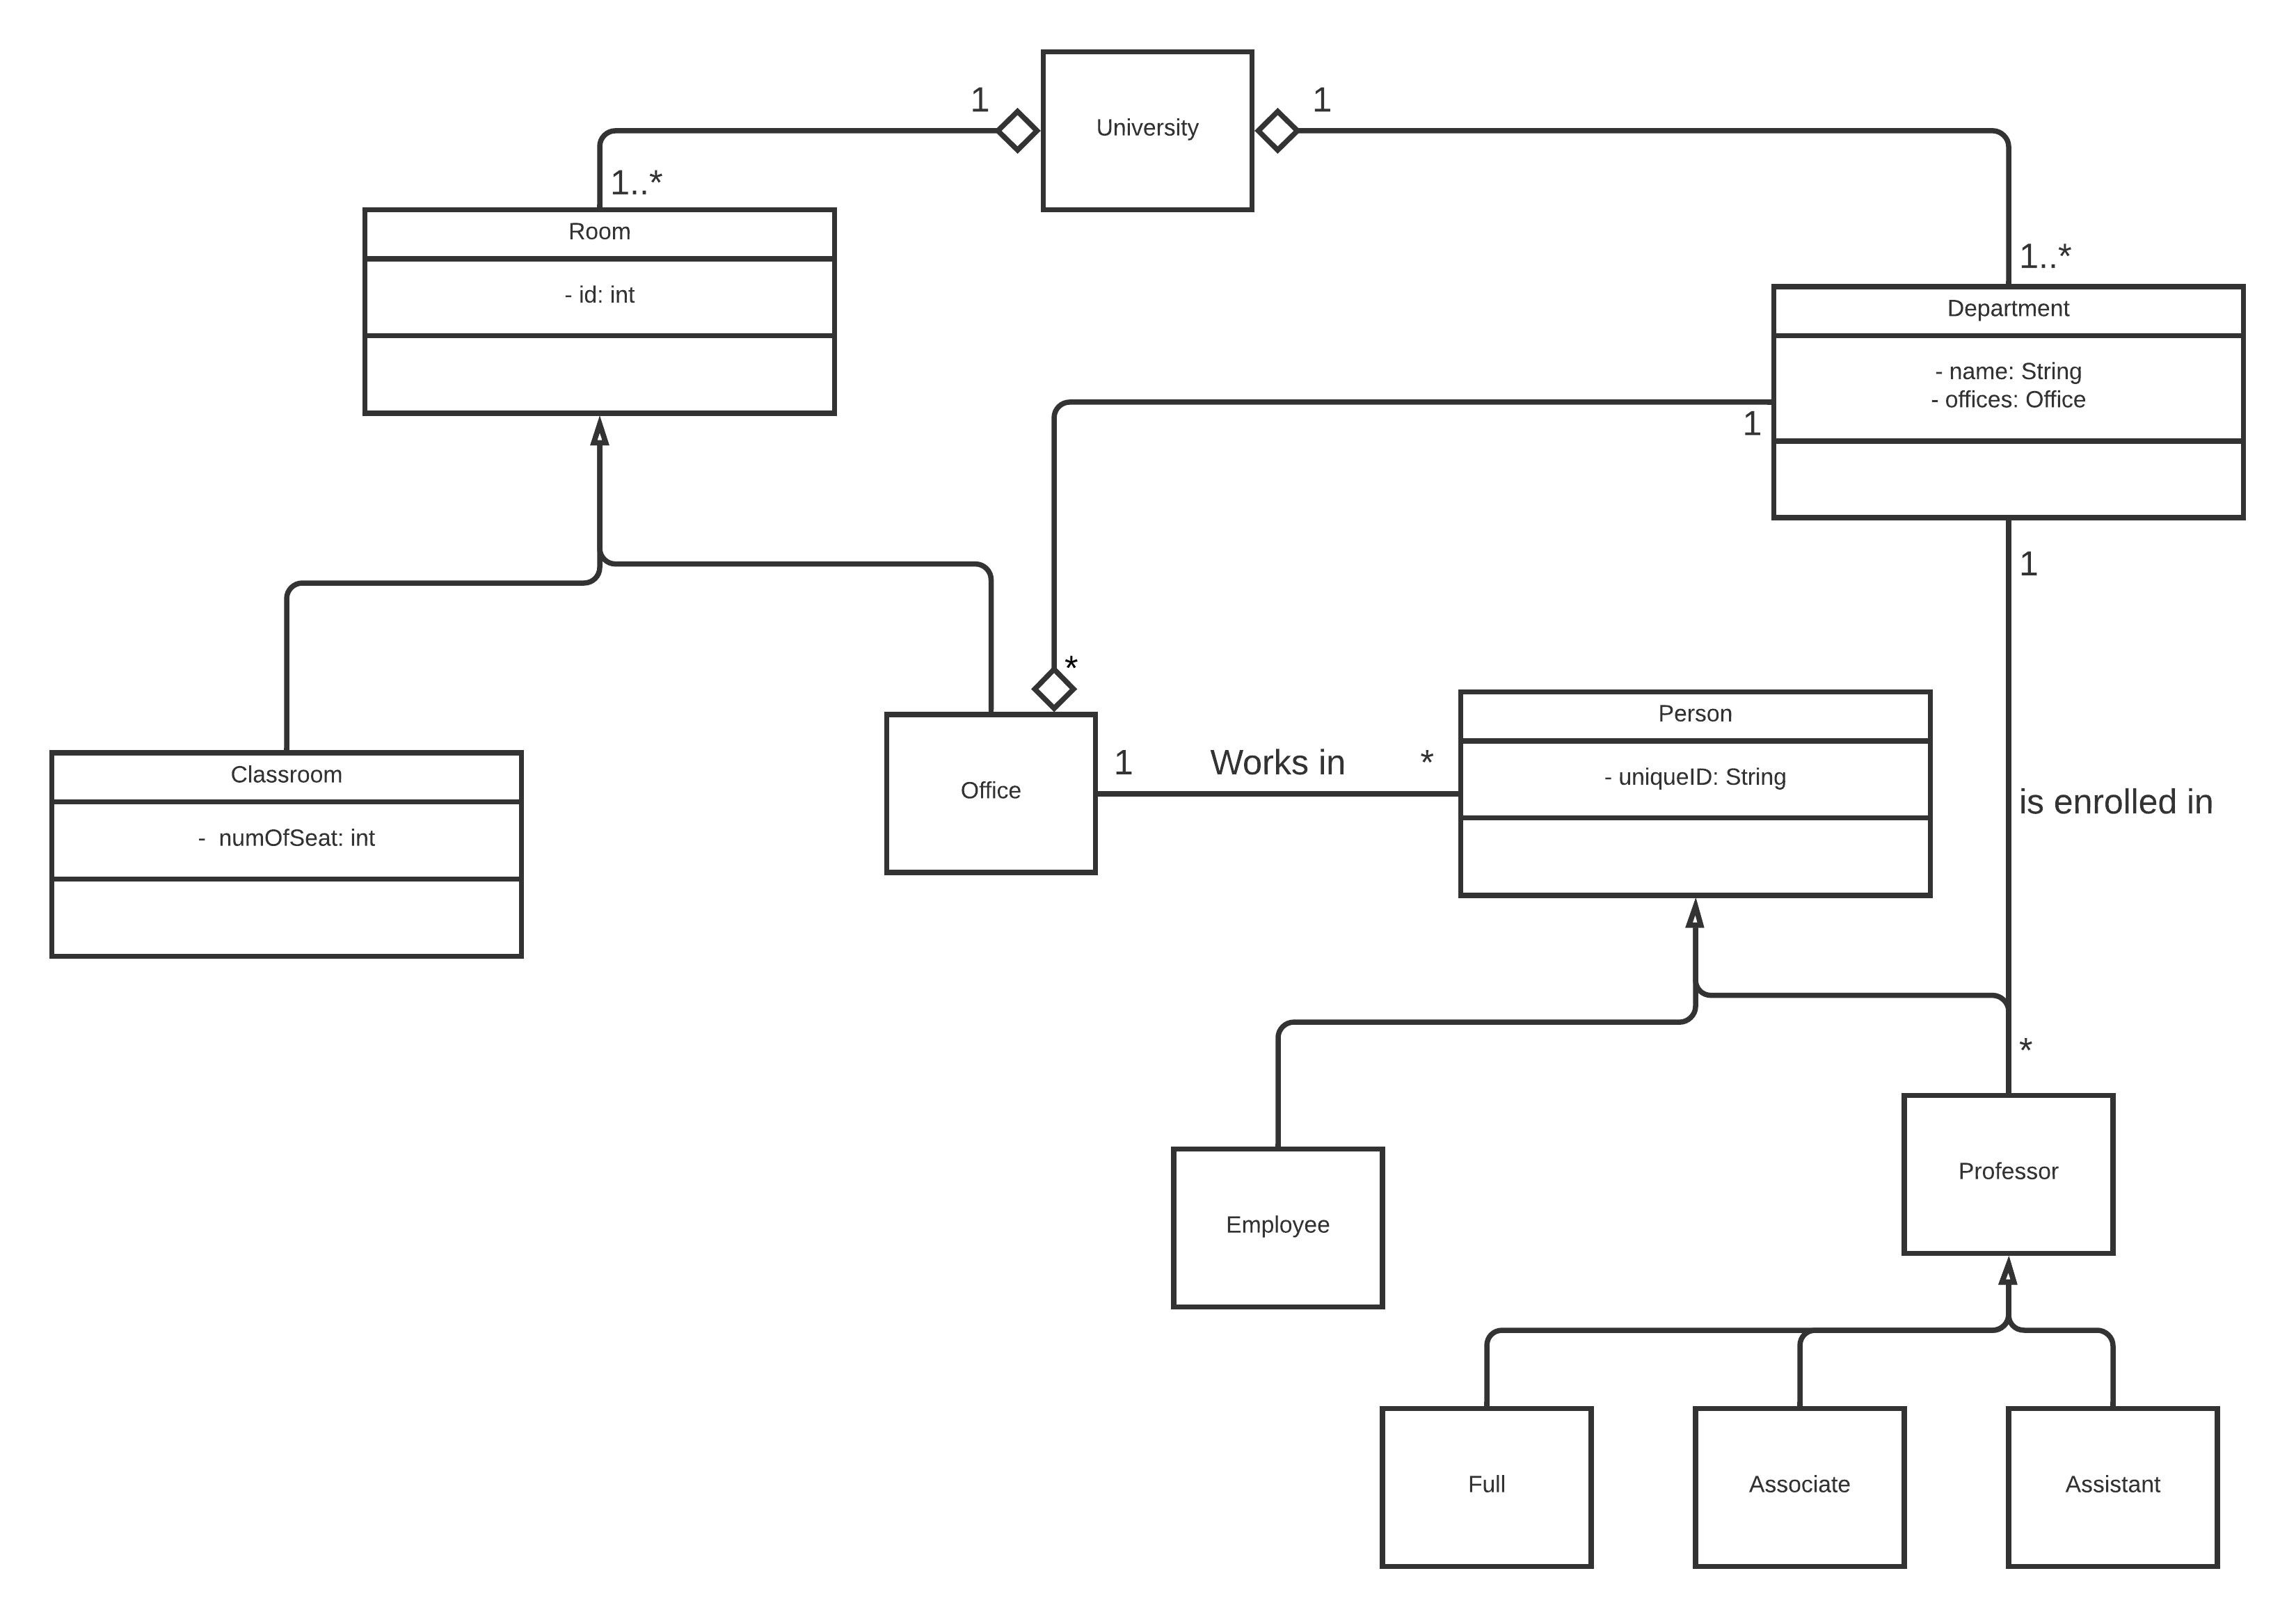 1
University
1
1..*
Room
- id: int
1..*
Department
- name: String
- offices: Office
1
1
*
Person
- uniqueID: String
Office
1
Works in
*
Classroom
-  numOfSeat: int
is enrolled in
*
Professor
Employee
Full
Associate
Assistant